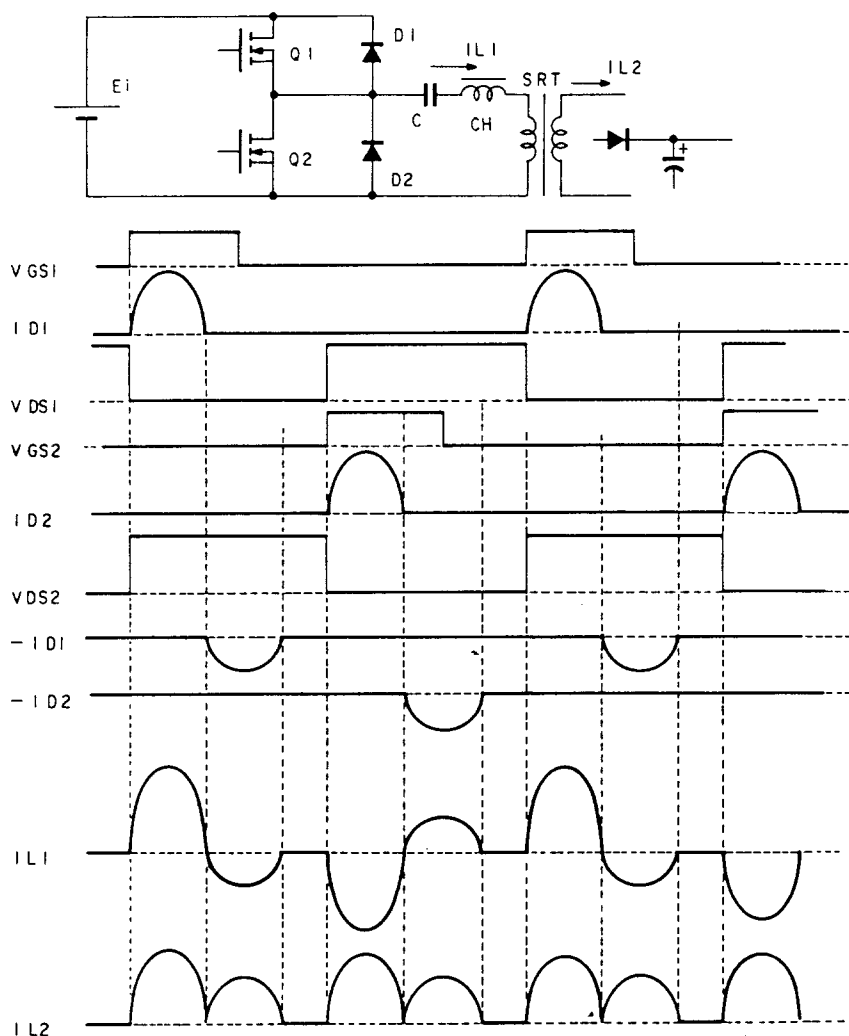 D1
IL1
SRT
IL2
Q1
Ei
C
CH
Q2
D2
+
VGS1
ID1
VDS1
VGS2
ID2
VDS2
-ID1
-ID2
IL1
IL2